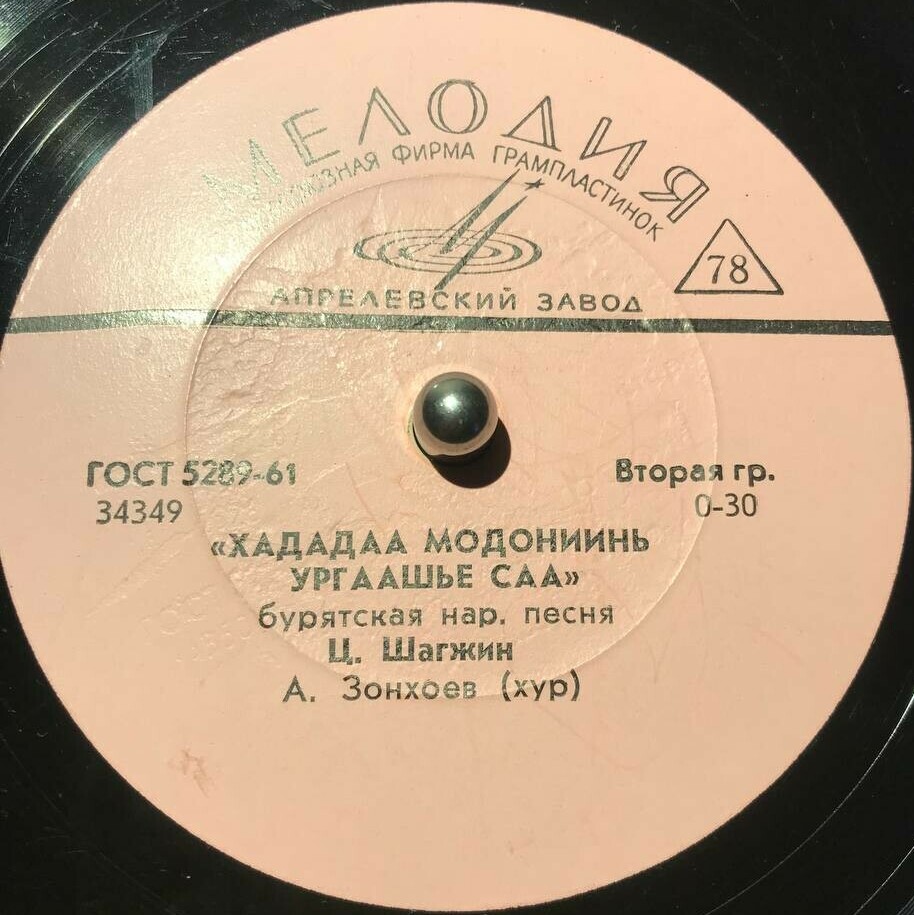 МЕЛОДИЯ
ВСЕСОЮЗНАЯ ФИРМА ГРАМПЛАСТИНОК
78
АПРЕЛЕВСКИЙ ЗАВОД
ГОСТ 5289-61
Вторая гр.
34349
0-30
«ХАДАДАА МОДОНИИНЬ
УРГААШЬЕ САА»
бурятская нар. песня
Ц. Шагжин
А. Зонхоев (хур)